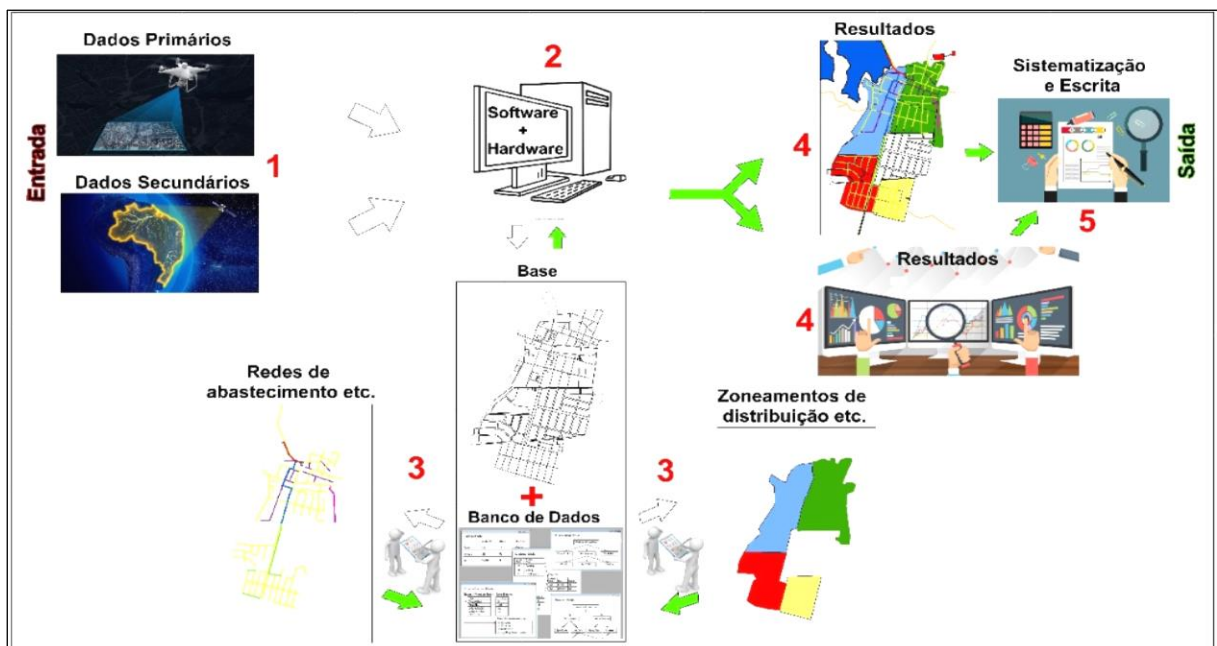 Dados Primários
Entrada
1
Dados Secundários
2
Software
+
Hardware
Resultados
4
Sistematização
e Escrita
Saída
5
Resultados
4
Base
Redes de
abastecimento etc.
3
+
Banco de Dados
3
Zoneamentos de
distribuição etc.